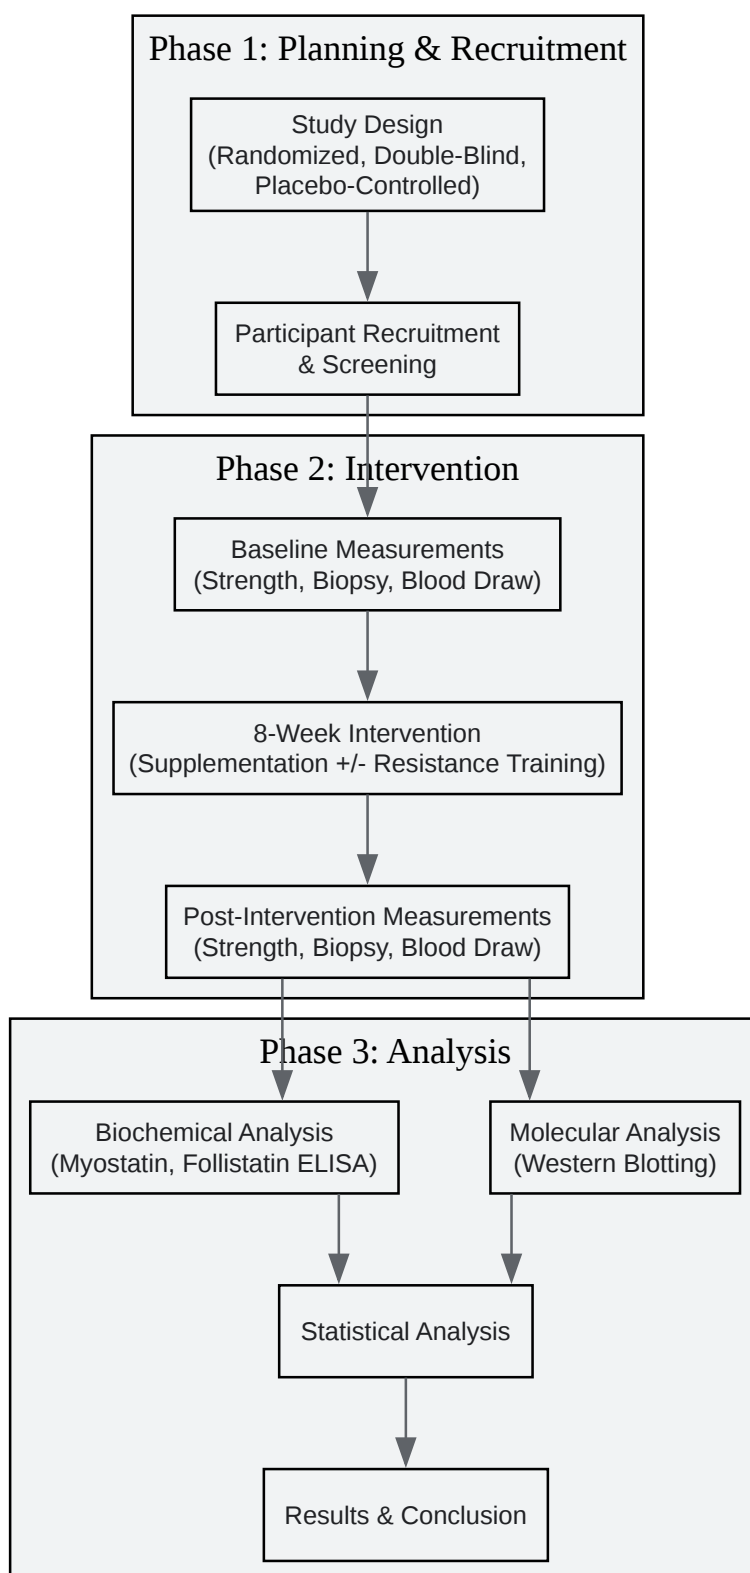 Phase 1: Planning & Recruitment
Study Design
(Randomized, Double-Blind,
Placebo-Controlled)
Participant Recruitment
& Screening
Phase 2: Intervention
Baseline Measurements
(Strength, Biopsy, Blood Draw)
8-Week Intervention
(Supplementation +/- Resistance Training)
Post-Intervention Measurements
(Strength, Biopsy, Blood Draw)
Phase 3: Analysis
Biochemical Analysis
(Myostatin, Follistatin ELISA)
Molecular Analysis
(Western Blotting)
Statistical Analysis
Results & Conclusion